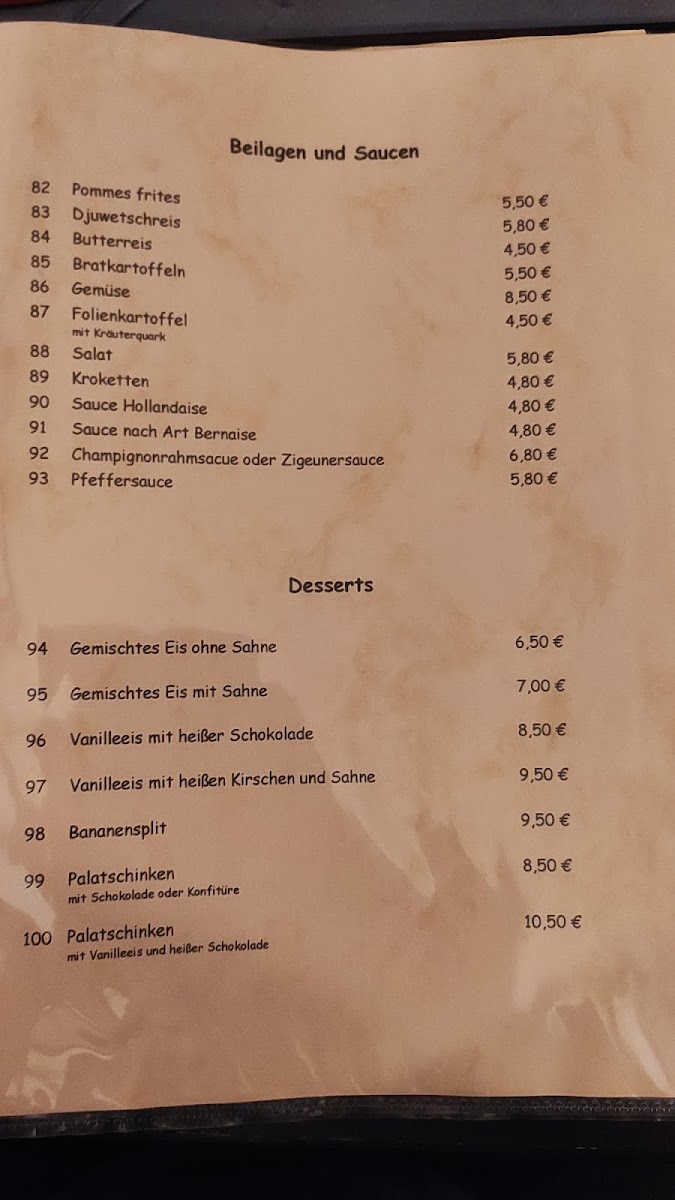 Beilagen und Saucen
82 Pommes frites 5,50 €
83 Djuwetschreis 5,80 €
84 Butterreis 4,50 €
85 Bratkartoffeln 5,50 €
86 Gemüse 8,50 €
87 Folienkartoffel 4,50 €
mit Kräuterquark
88 Salat 5,80 €
89 Kroketten 4,80 €
90 Sauce Hollandaise 4,80 €
91 Sauce nach Art Bernaise 4,80 €
92 Champignonrahmsacue oder Zigeunersauce 6,80 €
93 Pfeffersauce 5,80 €
Desserts
94 Gemischtes Eis ohne Sahne 6,50 €
95 Gemischtes Eis mit Sahne 7,00 €
96 Vanilleeis mit heißer Schokolade 8,50 €
97 Vanilleeis mit heißen Kirschen und Sahne 9,50 €
98 Bananensplit 9,50 €
99 Palatschinken 8,50 €
mit Schokolade oder Konfitüre
100 Palatschinken 10,50 €
mit Vanilleeis und heißer Schokolade